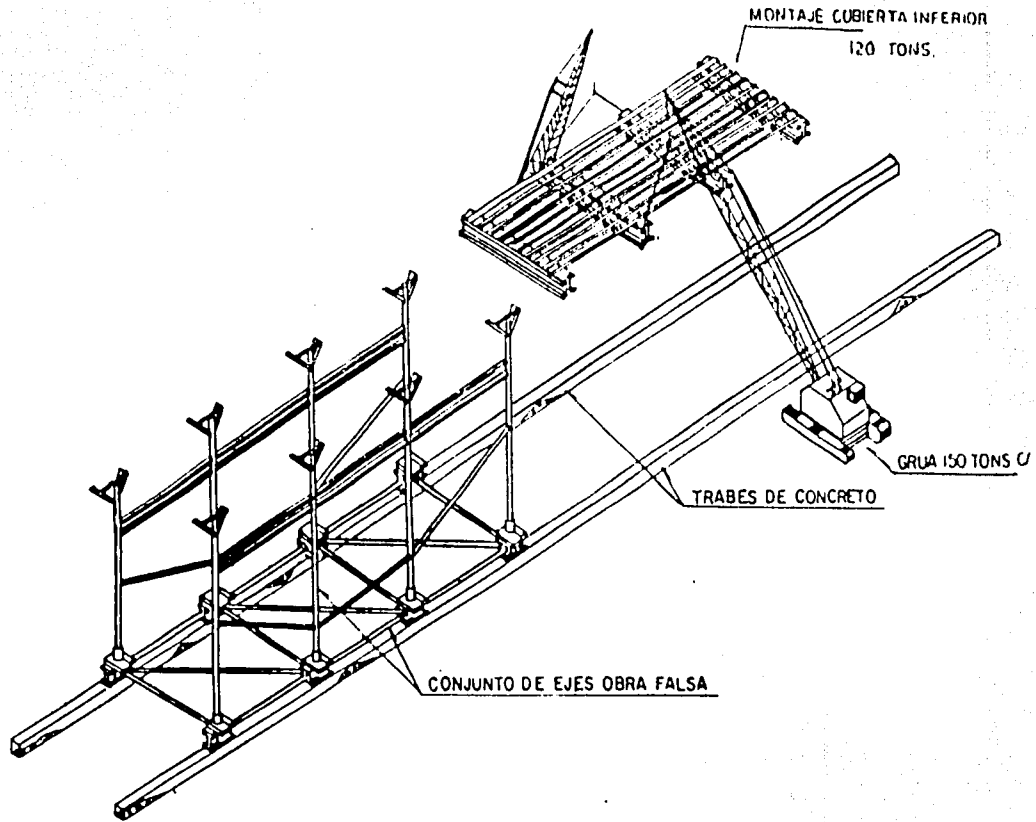 MONTAJE CUBIERTA INFERIOR
120 TONS.
GRUA 150 TONS C/
TRABES DE CONCRETO
CONJUNTO DE EJES OBRA FALSA